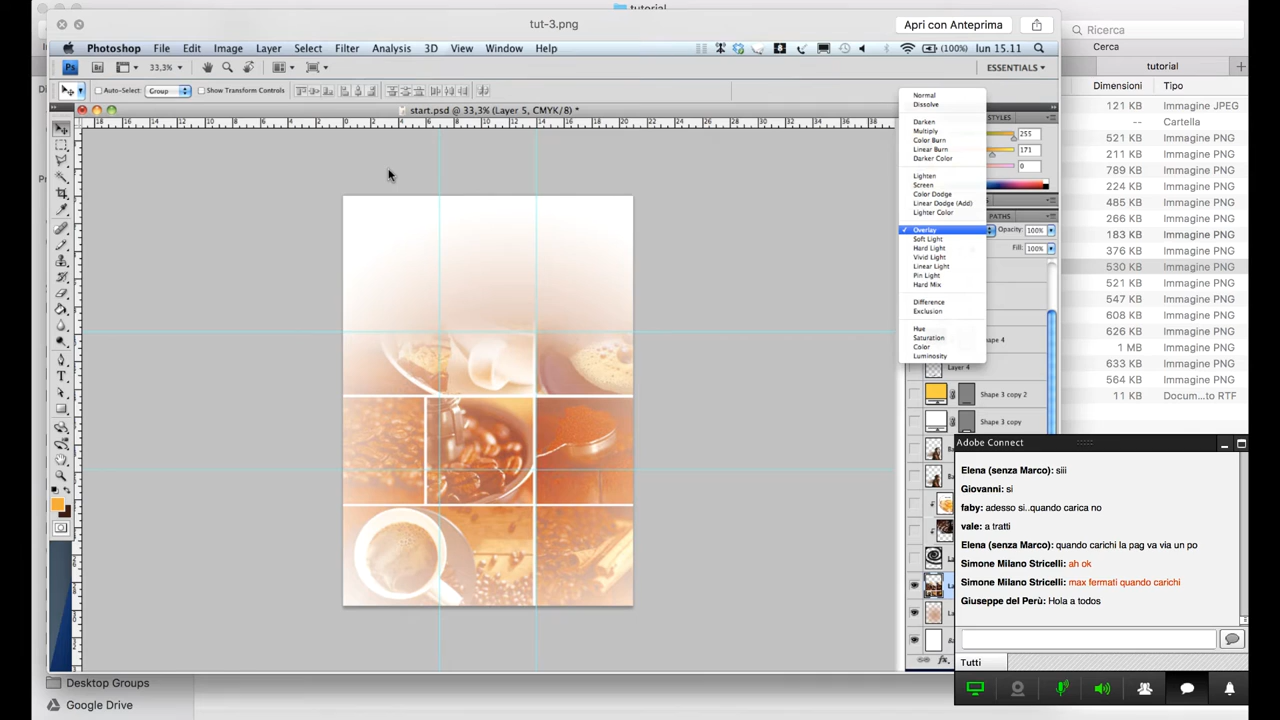 tutorial
tut-3.png
Apri con Anteprima
Ricerca
Photoshop File Edit Image Layer Select Filter Analysis 3D View Window Help
(100%) lun 15.11
Cerca
Ps 33,3% ESSENTIALS
tutorial
Auto-Select: Group Show Transform Controls
Dimensioni Tipo
start.psd @ 33,3% (Layer 5, CMYK/8) *
STYLES
255
171
0
PATHS
Opacity: 100%
Fill: 100%
Normal
Dissolve
Darken
Multiply
Color Burn
Linear Burn
Darker Color
Lighten
Screen
Color Dodge
Linear Dodge (Add)
Lighter Color
Overlay
Soft Light
Hard Light
Vivid Light
Linear Light
Pin Light
Hard Mix
Difference
Exclusion
Hue
Saturation
Color
Luminosity
Layer 4
Shape 3 copy 2
Shape 3 copy
121 KB Immagine JPEG
-- Cartella
521 KB Immagine PNG
211 KB Immagine PNG
789 KB Immagine PNG
224 KB Immagine PNG
485 KB Immagine PNG
266 KB Immagine PNG
183 KB Immagine PNG
376 KB Immagine PNG
530 KB Immagine PNG
521 KB Immagine PNG
547 KB Immagine PNG
608 KB Immagine PNG
626 KB Immagine PNG
1 MB Immagine PNG
633 KB Immagine PNG
564 KB Immagine PNG
11 KB Docum...to RTF
Adobe Connect
Elena (senza Marco): siii
Giovanni: si
faby: adesso si..quando carica no
vale: a tratti
Elena (senza Marco): quando carichi la pag va via un po
Simone Milano Stricelli: ah ok
Simone Milano Stricelli: max fermati quando carichi
Giuseppe del Perù: Hola a todos
Tutti
Desktop Groups
Google Drive